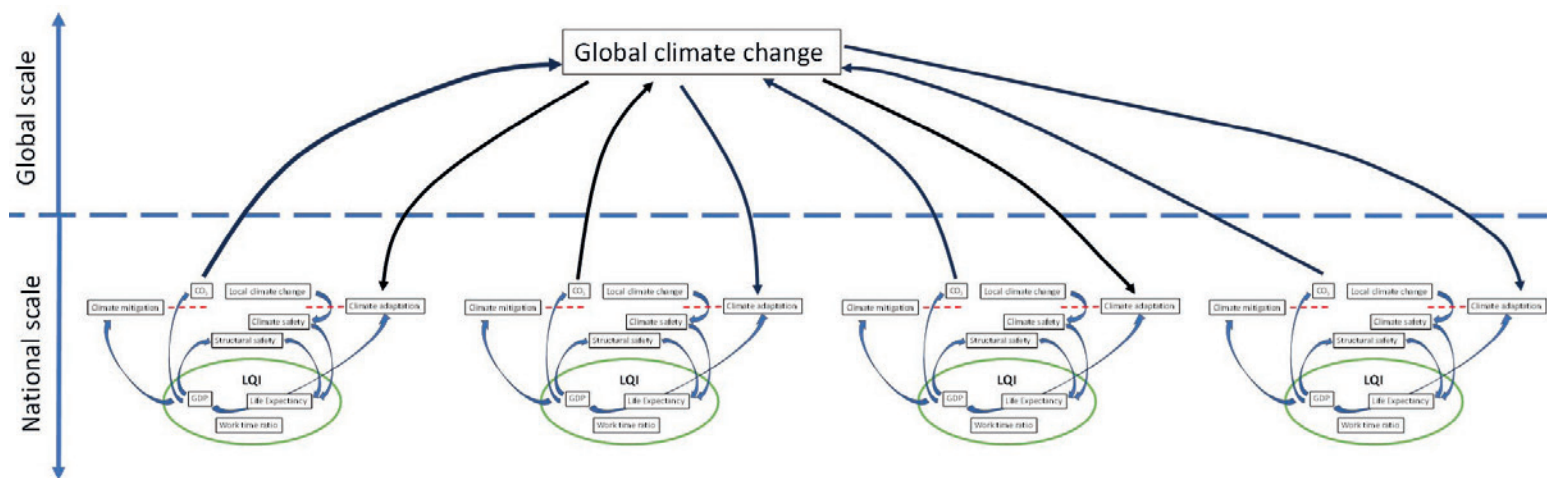 Global scale
Global climate change
National scale
CO₂
Local climate change
Climate mitigation
Climate adaptation
Climate safety
Structural safety
LQI
GDP
Life Expectancy
Work time ratio
CO₂
Local climate change
Climate mitigation
Climate adaptation
Climate safety
Structural safety
LQI
GDP
Life Expectancy
Work time ratio
CO₂
Local climate change
Climate mitigation
Climate adaptation
Climate safety
Structural safety
LQI
GDP
Life Expectancy
Work time ratio
CO₂
Local climate change
Climate mitigation
Climate adaptation
Climate safety
Structural safety
LQI
GDP
Life Expectancy
Work time ratio